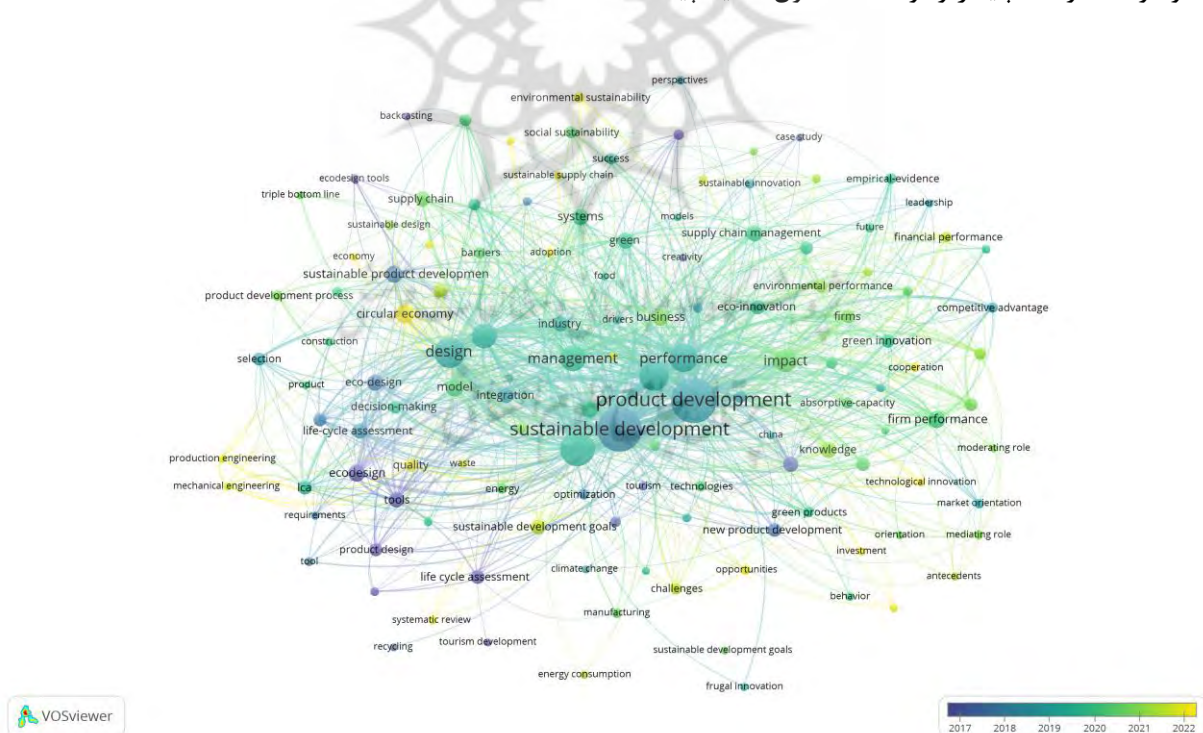 perspectives
environmental sustainability
backcasting
social sustainability
case study
success
ecodesign tools
sustainable supply chain
sustainable innovation
empirical-evidence
triple bottom line
supply chain
leadership
systems
models
sustainable design
supply chain management
future
financial performance
green
economy
barriers
adoption
creativity
sustainable product developmen
food
environmental performance
product development process
circular economy
eco-innovation
competitive advantage
industry
drivers
business
firms
construction
green innovation
selection
design
management
performance
impact
cooperation
product
eco-design
model
integration
product development
absorptive-capacity
decision-making
firm performance
life-cycle assessment
sustainable development
china
knowledge
moderating role
production engineering
quality
waste
ecodesign
mechanical engineering
lca
energy
tourism
technologies
technological innovation
tools
optimization
market orientation
requirements
green products
sustainable development goals
new product development
orientation
mediating role
product design
investment
tool
climate change
opportunities
life cycle assessment
antecedents
challenges
behavior
manufacturing
systematic review
recycling
tourism development
sustainable development goals
energy consumption
frugal innovation
VOSviewer
2017 2018 2019 2020 2021 2022